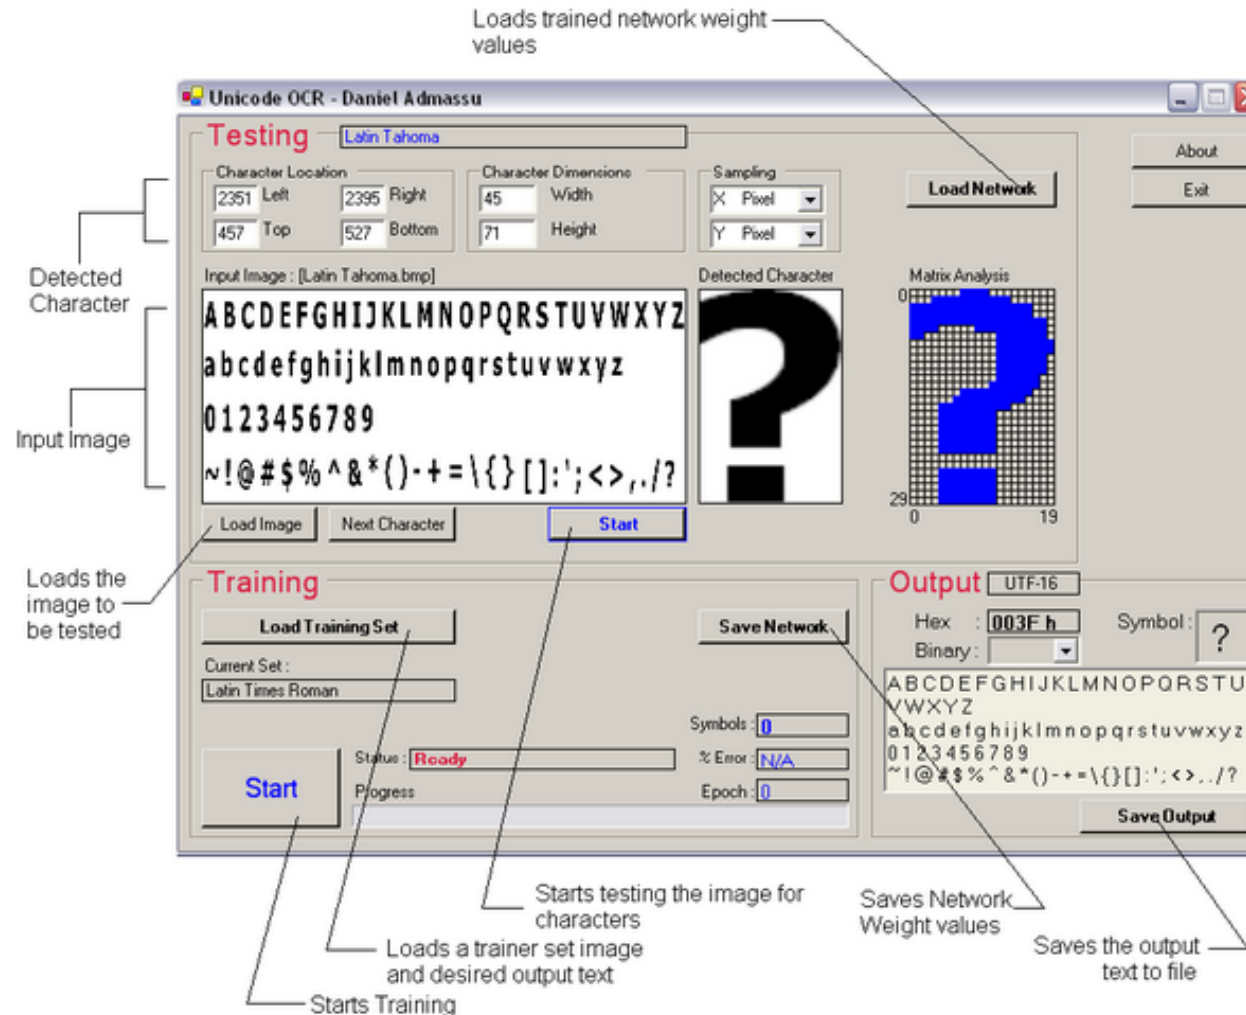 Loads trained network weight
values
Unicode OCR - Daniel Admassu
Testing
Latin Tahoma
About
Character Location
Character Dimensions
Sampling
Load Network
2351 Left
2395 Right
45 Width
X Pixel
Exit
457 Top
527 Bottom
71 Height
Y Pixel
Detected
Character
Input Image : [Latin Tahoma.bmp]
Detected Character
Matrix Analysis
ABCDEFGHIJKLMNOPQRSTUVWXYZ
abcdefghijklmnopqrstuvwxyz
0123456789
~!@#$%^&*()-+=\{}[]:';<>,./?
?
0
29
0 19
Input Image
Load Image
Next Character
Start
Loads the
image to
be tested
Training
Load Training Set
Save Network
Current Set :
Latin Times Roman
Symbols : 0
Status : Ready
% Error : N/A
Start
Progress
Epoch : 0
Output UTF-16
Hex : 003F h
Symbol : ?
Binary :
ABCDEFGHIJKLMNOPQRSTU
VWXYZ
abcdefghijklmnopqrstuvwxyz
0123456789
~!@#$%^&*()-+=\{}[]:';<>,./?
Save Output
Starts testing the image for
characters
Saves Network
Weight values
Loads a trainer set image
and desired output text
Saves the output
text to file
Starts Training